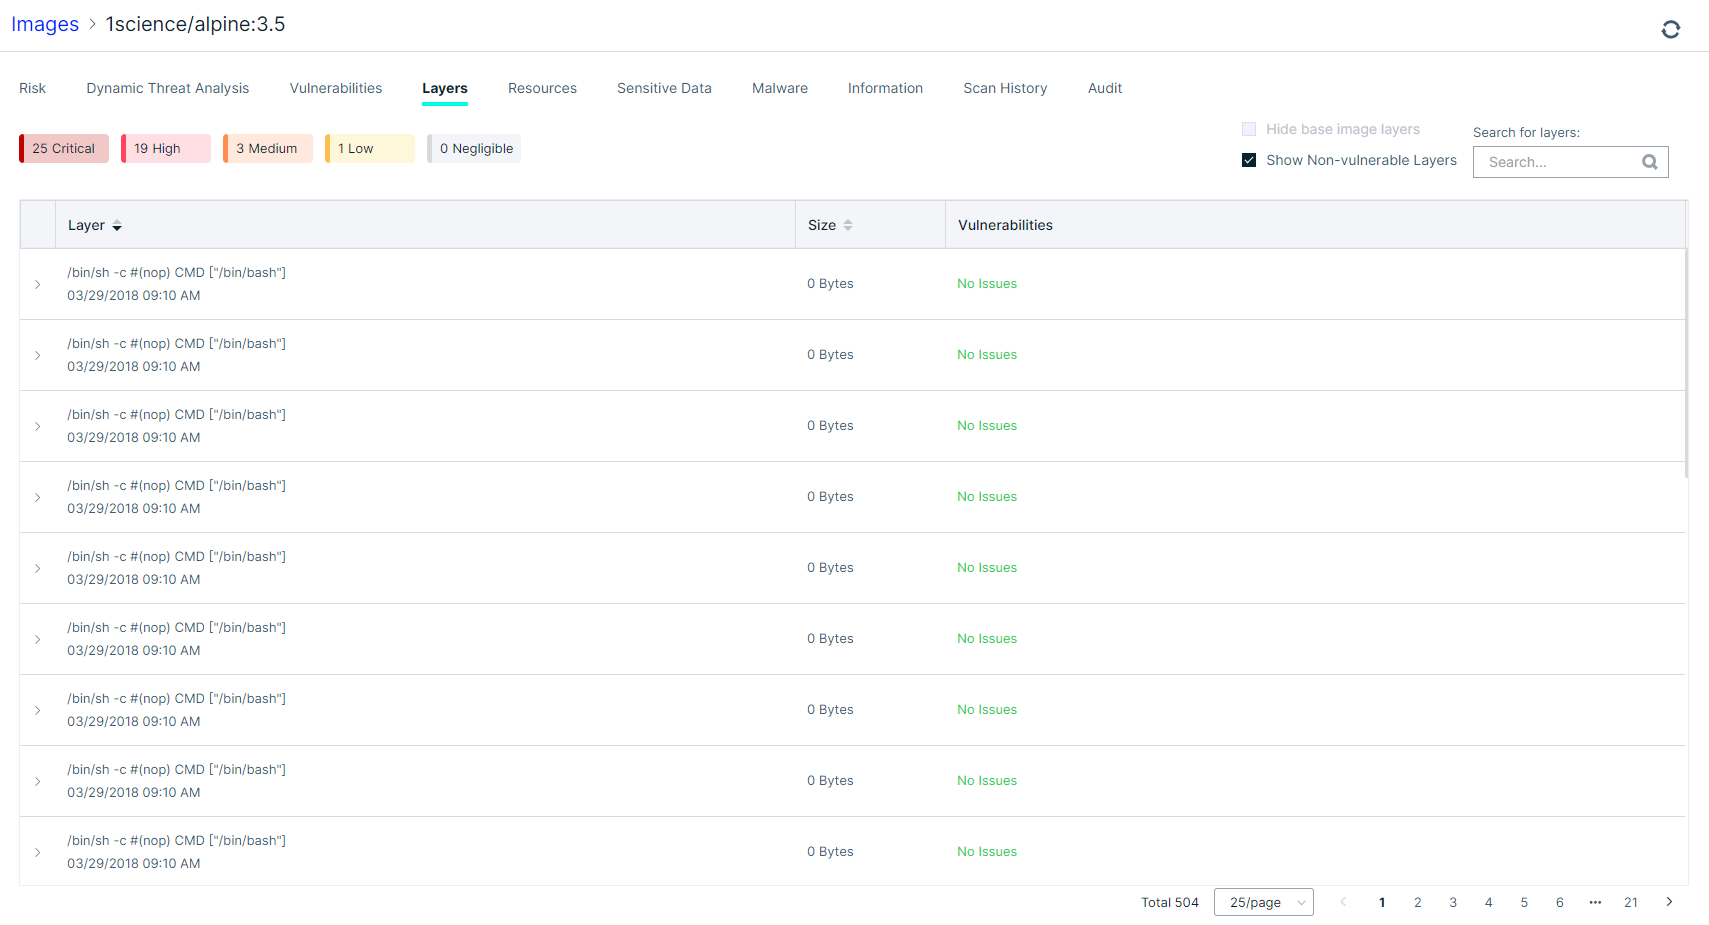 Images > 1science/alpine:3.5
Risk Dynamic Threat Analysis Vulnerabilities Layers Resources Sensitive Data Malware Information Scan History Audit
25 Critical 19 High 3 Medium 1 Low 0 Negligible
Hide base image layers
Show Non-vulnerable Layers
Search for layers:
Search...
Layer Size Vulnerabilities
/bin/sh -c #(nop) CMD ["/bin/bash"]
03/29/2018 09:10 AM
0 Bytes No Issues
/bin/sh -c #(nop) CMD ["/bin/bash"]
03/29/2018 09:10 AM
0 Bytes No Issues
/bin/sh -c #(nop) CMD ["/bin/bash"]
03/29/2018 09:10 AM
0 Bytes No Issues
/bin/sh -c #(nop) CMD ["/bin/bash"]
03/29/2018 09:10 AM
0 Bytes No Issues
/bin/sh -c #(nop) CMD ["/bin/bash"]
03/29/2018 09:10 AM
0 Bytes No Issues
/bin/sh -c #(nop) CMD ["/bin/bash"]
03/29/2018 09:10 AM
0 Bytes No Issues
/bin/sh -c #(nop) CMD ["/bin/bash"]
03/29/2018 09:10 AM
0 Bytes No Issues
/bin/sh -c #(nop) CMD ["/bin/bash"]
03/29/2018 09:10 AM
0 Bytes No Issues
/bin/sh -c #(nop) CMD ["/bin/bash"]
03/29/2018 09:10 AM
0 Bytes No Issues
Total 504 25/page < 1 2 3 4 5 6 ••• 21 >